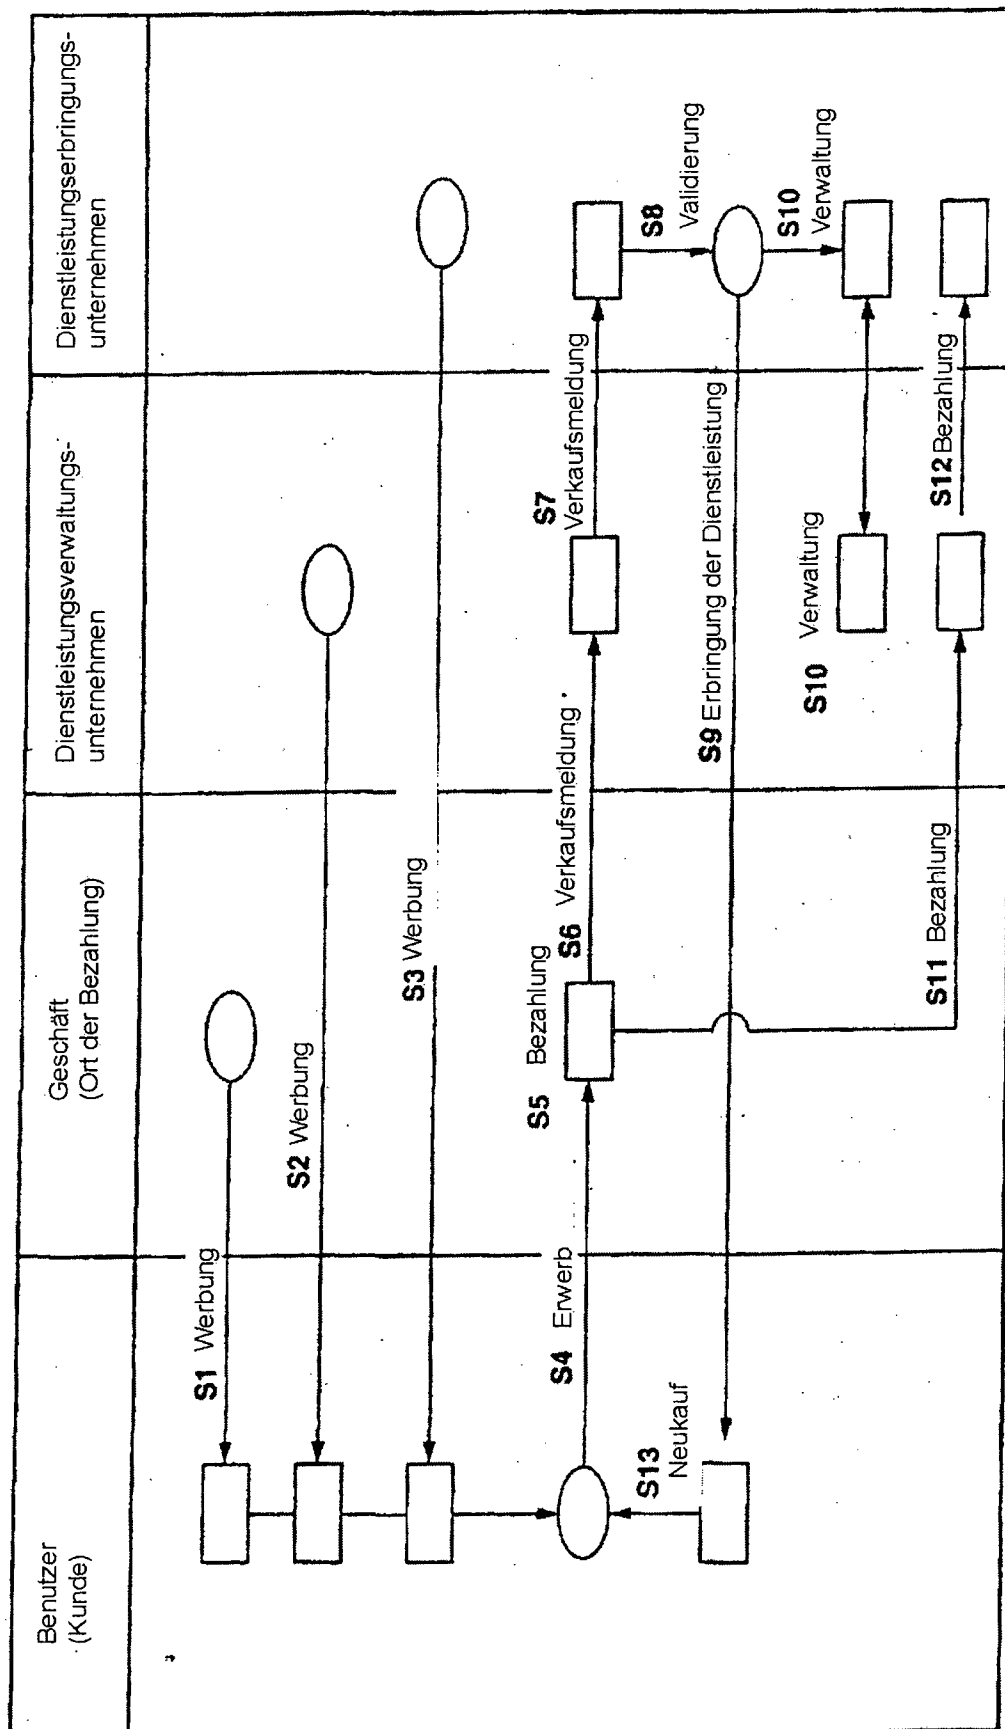 Benutzer
(Kunde)
Geschäft
(Ort der Bezahlung)
Dienstleistungsverwaltungs-
unternehmen
Dienstleistungserbringungs-
unternehmen
S1 Werbung
S2 Werbung
S3 Werbung
S4 Erwerb
S5 Bezahlung
S6 Verkaufsmeldung
S7
Verkaufsmeldung
S8
Validierung
S13
Neukauf
S9 Erbringung der Dienstleistung
S10
Verwaltung
S10 Verwaltung
S11 Bezahlung
S12 Bezahlung